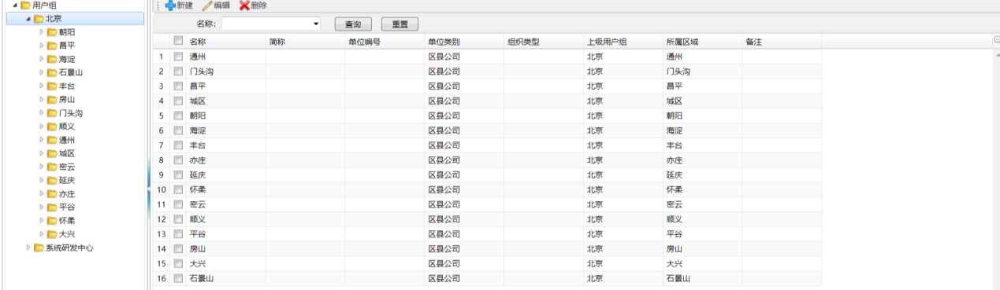 用户组
北京
朝阳
昌平
海淀
石景山
丰台
房山
门头沟
顺义
通州
城区
密云
延庆
亦庄
平谷
怀柔
大兴
系统研发中心
新建 编辑 删除
名称: 查询 重置
名称 简称 单位编号 单位类别 组织类型 上级用户组 所属区域 备注
1 通州 区县公司 北京 通州
2 门头沟 区县公司 北京 门头沟
3 昌平 区县公司 北京 昌平
4 城区 区县公司 北京 城区
5 朝阳 区县公司 北京 朝阳
6 海淀 区县公司 北京 海淀
7 丰台 区县公司 北京 丰台
8 亦庄 区县公司 北京 亦庄
9 延庆 区县公司 北京 延庆
10 怀柔 区县公司 北京 怀柔
11 密云 区县公司 北京 密云
12 顺义 区县公司 北京 顺义
13 平谷 区县公司 北京 平谷
14 房山 区县公司 北京 房山
15 大兴 区县公司 北京 大兴
16 石景山 区县公司 北京 石景山